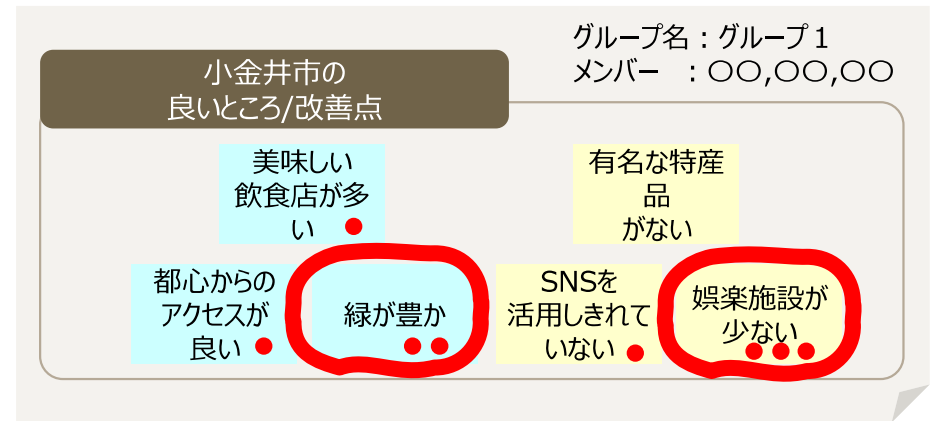 グループ名：グループ１
メンバー　：〇〇,〇〇,〇〇
小金井市の
良いところ/改善点
美味しい
飲食店が多
い
有名な特産
品
がない
都心からの
アクセスが
良い
緑が豊か
SNSを
活用しきれて
いない
娯楽施設が
少ない